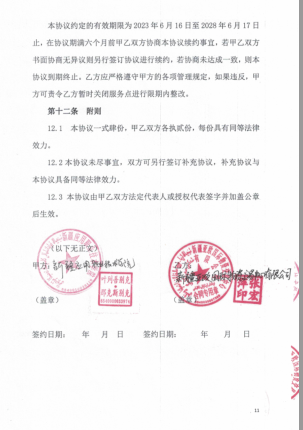 本协议约定的有效期限为 2023 年 6 月 16 日至 2028 年 6 月 17 日
止，在协议期满六个月前甲乙双方协商本协议续约事宜，若甲乙双方
书面协商无异议则另行签订协议进行续约，若协商未达成一致，则本
协议到期终止，乙方应严格遵守甲方的各项管理规定，如果违反，甲
方可责令乙方暂时关闭服务点进行限期内整改。
第十二条 附则
12.1 本协议一式肆份，甲乙双方各执贰份，每份具有同等法律
效力。
12.2 本协议未尽事宜，双方可另行签订补充协议，补充协议与
本协议具备同等法律效力。
12.3 本协议由甲乙双方法定代表人或授权代表签字并加盖公章
后生效。
（以下无正文）
甲方：
（盖章） （盖章）
签约日期： 年 月 日 签约日期： 年 月 日
11